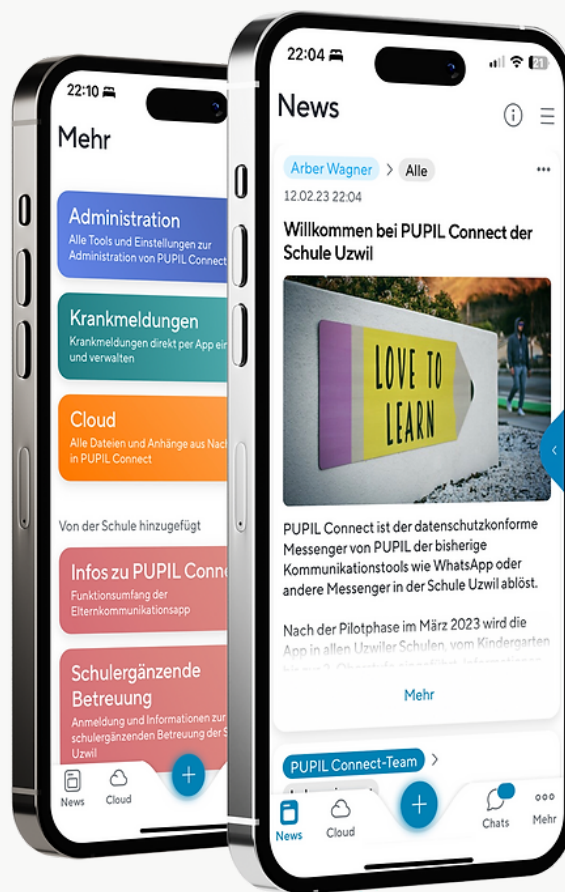 22:10
Mehr
Administration
Alle Tools und Einstellungen zur
Administration von PUPIL Connect
Krankmeldungen
Krankmeldungen direkt per App
und verwalten
Cloud
Alle Dateien und Anhänge aus
in PUPIL Connect
Von der Schule hinzugefügt
Infos zu PUPIL
Funktionsumfang der
Elternkommunikationsapp
Schulergänzende
Betreuung
Anmeldung und Informationen zur
schulergänzenden Betreuung der
Uzwil
News
Cloud
22:04
21
News
Arber Wagner > Alle
12.02.23 22:04
Willkommen bei PUPIL Connect der
Schule Uzwil
LOVE TO
LEARN
PUPIL Connect ist der datenschutzkonforme
Messenger von PUPIL der bisherige
Kommunikationstools wie WhatsApp oder
andere Messenger in der Schule Uzwil ablöst.
Nach der Pilotphase im März 2023 wird die
App in allen Uzwiler Schulen, vom Kindergarten
Mehr
PUPIL Connect-Team >
News
Cloud
Chats
Mehr